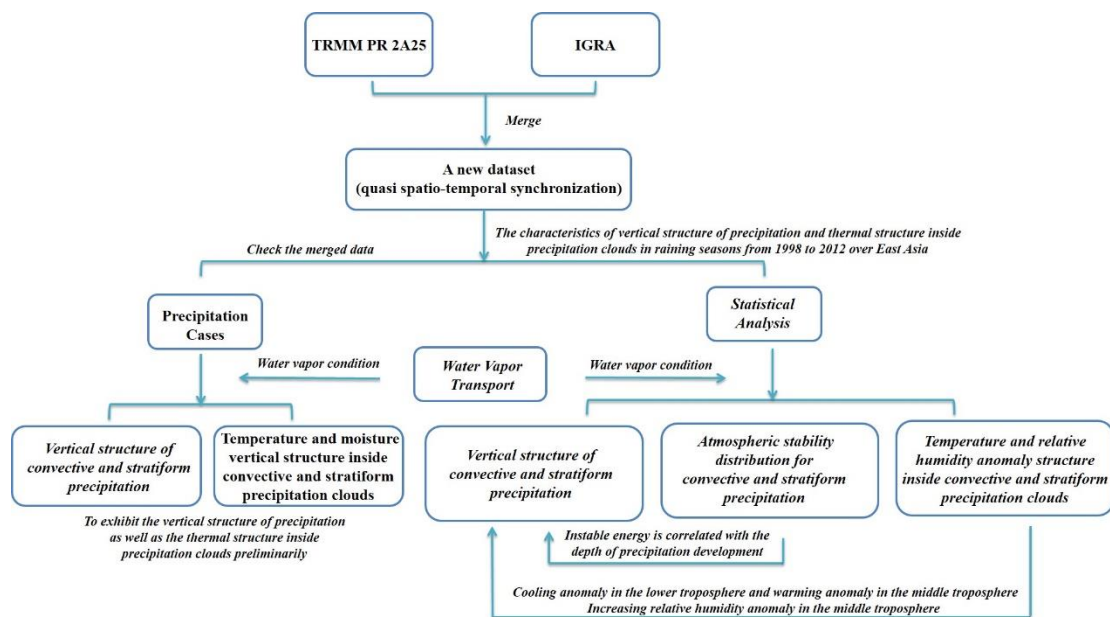 TRMM PR 2A25
IGRA
Merge
A new dataset
(quasi spatio-temporal synchronization)
The characteristics of vertical structure of precipitation and thermal structure inside
precipitation clouds in raining seasons from 1998 to 2012 over East Asia
Check the merged data
Precipitation
Cases
Statistical
Analysis
Water vapor condition
Water Vapor
Transport
Water vapor condition
Vertical structure of
convective and stratiform
precipitation
Temperature and moisture
vertical structure inside
convective and stratiform
precipitation clouds
Vertical structure of
convective and stratiform
precipitation
Atmospheric stability
distribution for
convective and stratiform
precipitation
Temperature and relative
humidity anomaly structure
inside convective and stratiform
precipitation clouds
To exhibit the vertical structure of precipitation
as well as the thermal structure inside
precipitation clouds preliminarily
Instable energy is correlated with the
depth of precipitation development
Cooling anomaly in the lower troposphere and warming anomaly in the middle troposphere
Increasing relative humidity anomaly in the middle troposphere